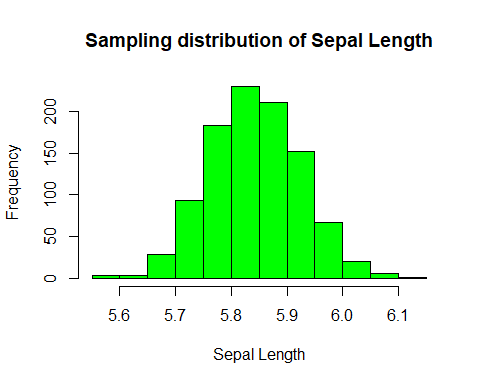 Sampling distribution of Sepal Length
Frequency
200
150
100
50
0
5.6 5.7 5.8 5.9 6.0 6.1
Sepal Length